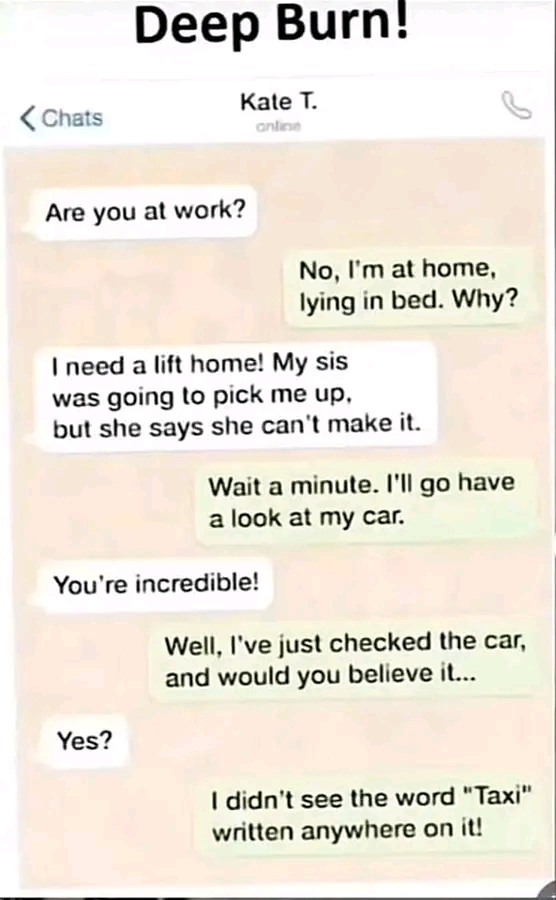 Deep Burn!
Chats
Kate T.
online
Are you at work?
No, I'm at home,
lying in bed. Why?
I need a lift home! My sis
was going to pick me up,
but she says she can't make it.
Wait a minute. I'll go have
a look at my car.
You're incredible!
Well, I've just checked the car,
and would you believe it...
Yes?
I didn't see the word "Taxi"
written anywhere on it!